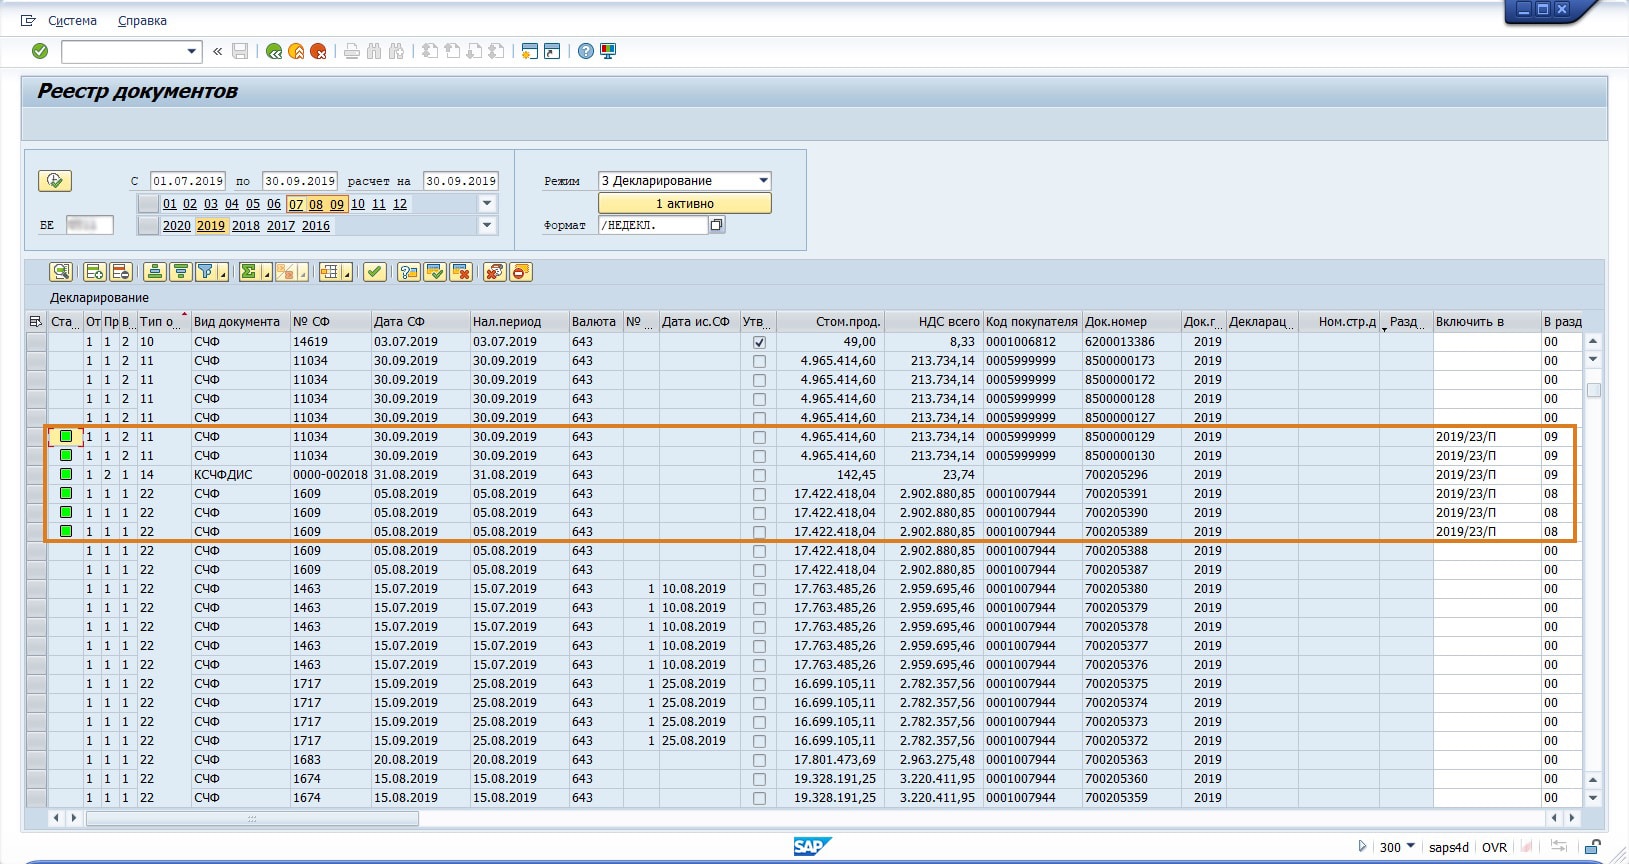 Система Справка
Реестр документов
С 01.07.2019 по 30.09.2019 расчет на 30.09.2019 Режим 3 Декларирование
01 02 03 04 05 06 07 08 09 10 11 12 1 активно
БЕ 2020 2019 2018 2017 2016 Формат /НЕДЕКЛ.
Декларирование
Ста... От Пр В... Тип о... Вид документа № СФ Дата СФ Нал.период Валюта № ... Дата ис.СФ Утв... Стом.прод. НДС всего Код покупателя Док.номер Док.г... Декларац... Ном.стр.д Разд... Включить в В разд
1 1 2 10 СЧФ 14619 03.07.2019 03.07.2019 643 49,00 8,33 0001006812 6200013386 2019 00
1 1 2 11 СЧФ 11034 30.09.2019 30.09.2019 643 4.965.414,60 213.734,14 0005999999 8500000173 2019 00
1 1 2 11 СЧФ 11034 30.09.2019 30.09.2019 643 4.965.414,60 213.734,14 0005999999 8500000172 2019 00
1 1 2 11 СЧФ 11034 30.09.2019 30.09.2019 643 4.965.414,60 213.734,14 0005999999 8500000128 2019 00
1 1 2 11 СЧФ 11034 30.09.2019 30.09.2019 643 4.965.414,60 213.734,14 0005999999 8500000127 2019 00
1 1 2 11 СЧФ 11034 30.09.2019 30.09.2019 643 4.965.414,60 213.734,14 0005999999 8500000129 2019 2019/23/П 09
1 1 2 11 СЧФ 11034 30.09.2019 30.09.2019 643 4.965.414,60 213.734,14 0005999999 8500000130 2019 2019/23/П 09
1 2 1 14 КСЧФДИС 0000-002018 31.08.2019 31.08.2019 643 142,45 23,74 700205296 2019 2019/23/П 09
1 1 1 22 СЧФ 1609 05.08.2019 05.08.2019 643 17.422.418,04 2.902.880,85 0001007944 700205391 2019 2019/23/П 08
1 1 1 22 СЧФ 1609 05.08.2019 05.08.2019 643 17.422.418,04 2.902.880,85 0001007944 700205390 2019 2019/23/П 08
1 1 1 22 СЧФ 1609 05.08.2019 05.08.2019 643 17.422.418,04 2.902.880,85 0001007944 700205389 2019 2019/23/П 08
1 1 1 22 СЧФ 1609 05.08.2019 05.08.2019 643 17.422.418,04 2.902.880,85 0001007944 700205388 2019 00
1 1 1 22 СЧФ 1609 05.08.2019 05.08.2019 643 17.422.418,04 2.902.880,85 0001007944 700205387 2019 00
1 1 1 22 СЧФ 1463 15.07.2019 15.07.2019 643 1 10.08.2019 17.763.485,26 2.959.695,46 0001007944 700205380 2019 00
1 1 1 22 СЧФ 1463 15.07.2019 15.07.2019 643 1 10.08.2019 17.763.485,26 2.959.695,46 0001007944 700205379 2019 00
1 1 1 22 СЧФ 1463 15.07.2019 15.07.2019 643 1 10.08.2019 17.763.485,26 2.959.695,46 0001007944 700205378 2019 00
1 1 1 22 СЧФ 1463 15.07.2019 15.07.2019 643 1 10.08.2019 17.763.485,26 2.959.695,46 0001007944 700205377 2019 00
1 1 1 22 СЧФ 1463 15.07.2019 15.07.2019 643 1 10.08.2019 17.763.485,26 2.959.695,46 0001007944 700205376 2019 00
1 1 1 22 СЧФ 1717 15.09.2019 25.08.2019 643 1 25.08.2019 16.699.105,11 2.782.357,56 0001007944 700205375 2019 00
1 1 1 22 СЧФ 1717 15.09.2019 25.08.2019 643 1 25.08.2019 16.699.105,11 2.782.357,56 0001007944 700205374 2019 00
1 1 1 22 СЧФ 1717 15.09.2019 25.08.2019 643 1 25.08.2019 16.699.105,11 2.782.357,56 0001007944 700205373 2019 00
1 1 1 22 СЧФ 1717 15.09.2019 25.08.2019 643 1 25.08.2019 16.699.105,11 2.782.357,56 0001007944 700205372 2019 00
1 1 1 22 СЧФ 1683 20.08.2019 20.08.2019 643 17.801.473,69 2.963.275,48 0001007944 700205363 2019 00
1 1 1 22 СЧФ 1674 15.08.2019 15.08.2019 643 19.328.191,25 3.220.411,95 0001007944 700205360 2019 00
1 1 1 22 СЧФ 1674 15.08.2019 15.08.2019 643 19.328.191,25 3.220.411,95 0001007944 700205359 2019 00
SAP 300 saps4d OVR